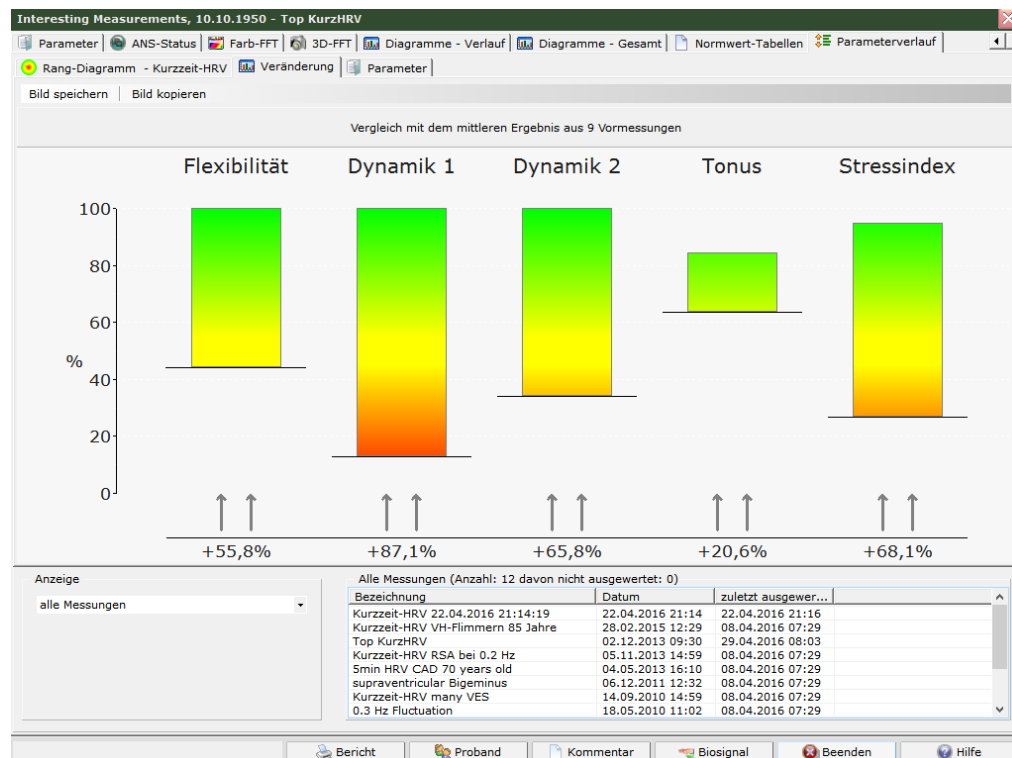 Interesting Measurements, 10.10.1950 - Top KurzHRV
Parameter ANS-Status Farb-FFT 3D-FFT Diagramme - Verlauf Diagramme - Gesamt Normwert-Tabellen Parameterverlauf
Rang-Diagramm - Kurzzeit-HRV Veränderung Parameter
Bild speichern Bild kopieren
Vergleich mit dem mittleren Ergebnis aus 9 Vormessungen
Flexibilität Dynamik 1 Dynamik 2 Tonus Stressindex
100
80
60
%
40
20
0
+55,8% +87,1% +65,8% +20,6% +68,1%
Anzeige
alle Messungen
Alle Messungen (Anzahl: 12 davon nicht ausgewertet: 0)
Bezeichnung Datum zuletzt ausgewer...
Kurzzeit-HRV 22.04.2016 21:14:19 22.04.2016 21:14 22.04.2016 21:16
Kurzzeit-HRV VH-Flimmern 85 Jahre 28.02.2015 12:29 08.04.2016 07:29
Top KurzHRV 02.12.2013 09:30 29.04.2016 08:03
Kurzzeit-HRV RSA bei 0.2 Hz 05.11.2013 14:59 08.04.2016 07:29
5min HRV CAD 70 years old 04.05.2013 16:10 08.04.2016 07:29
supraventricular Bigeminus 06.12.2011 12:32 08.04.2016 07:29
Kurzzeit-HRV many VES 14.09.2010 14:59 08.04.2016 07:29
0.3 Hz Fluctuation 18.05.2010 11:02 08.04.2016 07:29
Bericht Proband Kommentar Biosignal Beenden Hilfe